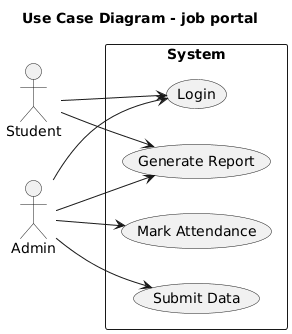 Use Case Diagram - job portal
System
Login
Student
Generate Report
Admin
Mark Attendance
Submit Data